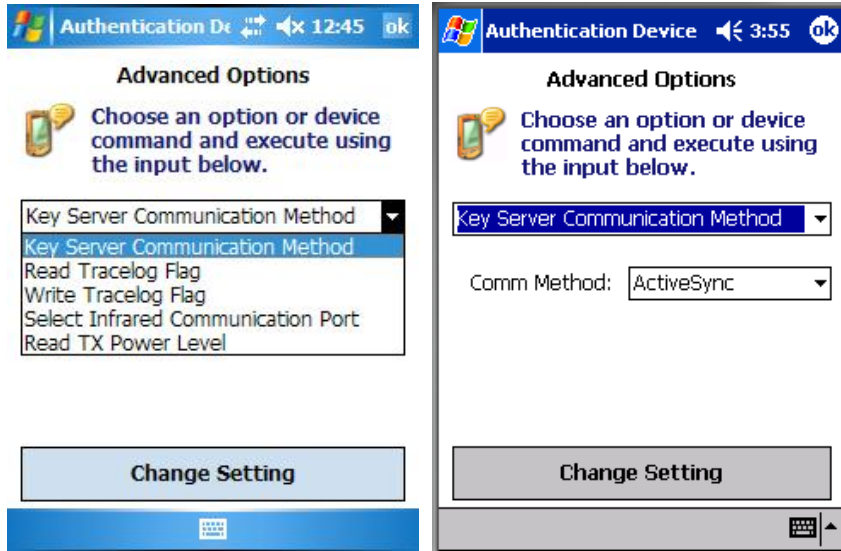 Authentication De 12:45 ok
Advanced Options
Choose an option or device
command and execute using
the input below.
Key Server Communication Method
Key Server Communication Method
Read Tracelog Flag
Write Tracelog Flag
Select Infrared Communication Port
Read TX Power Level
Change Setting
Authentication Device 3:55 ok
Advanced Options
Choose an option or device
command and execute using
the input below.
Key Server Communication Method
Comm Method: ActiveSync
Change Setting